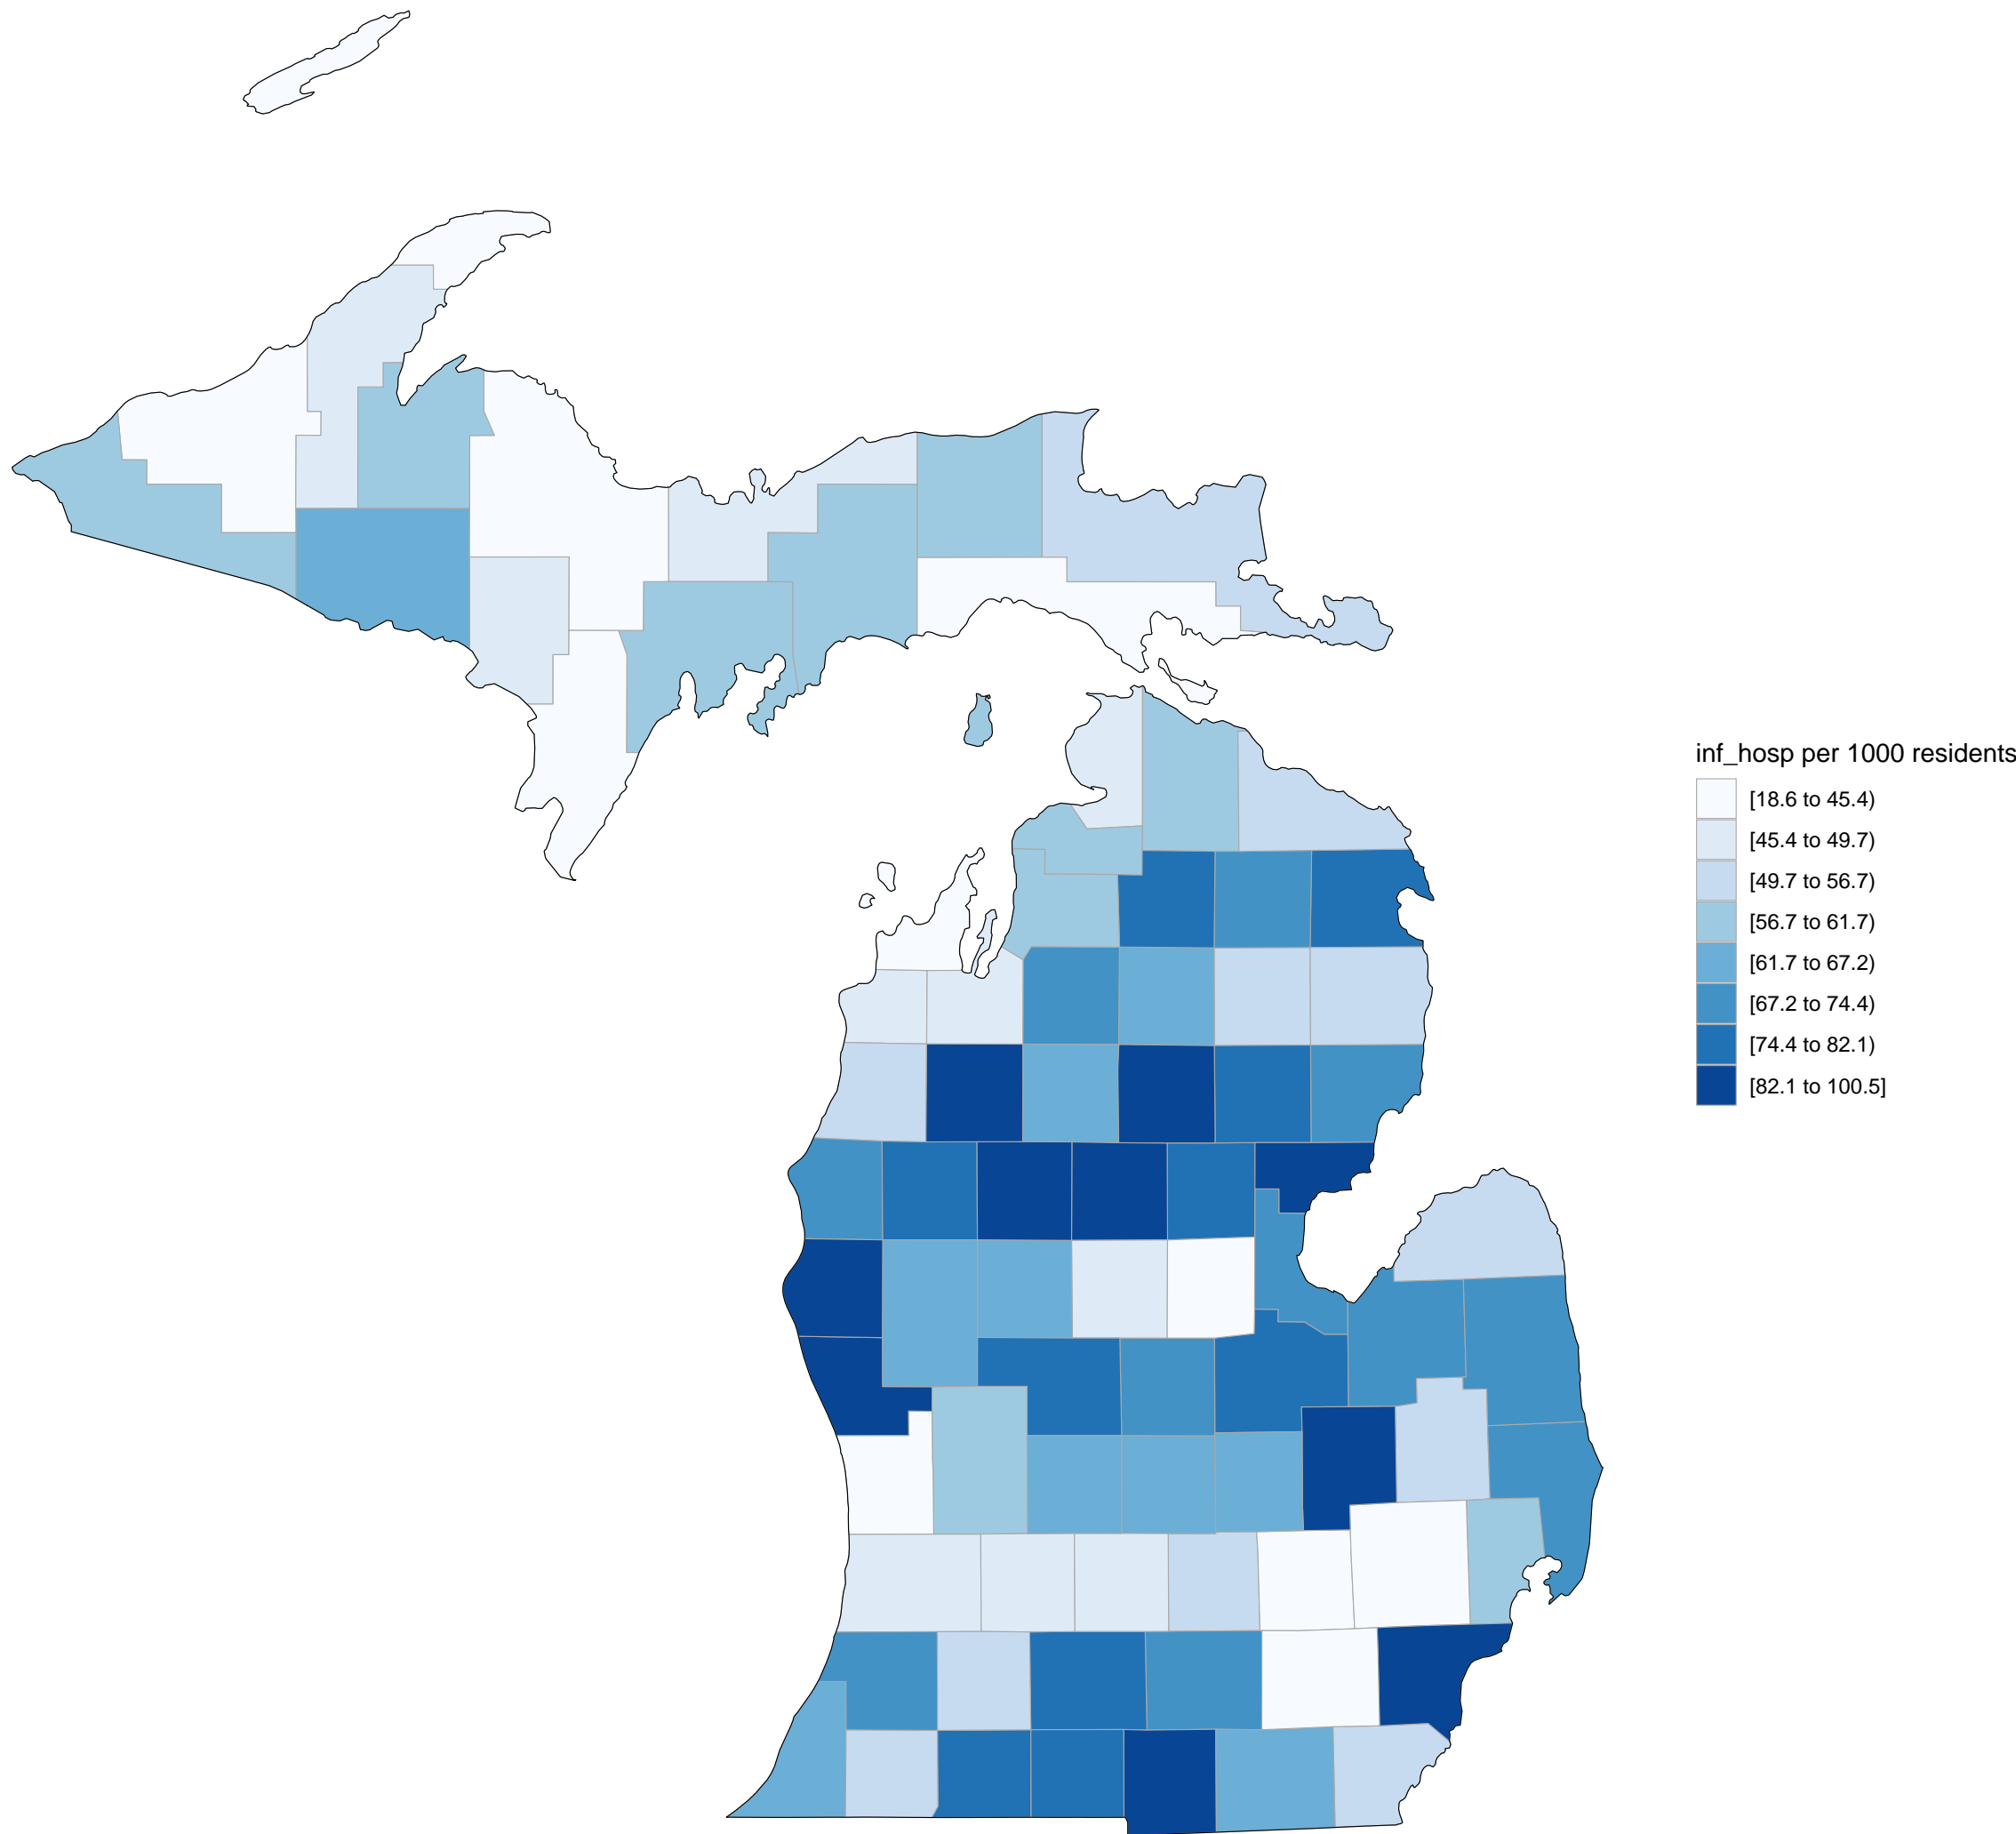 inf_hosp per 1000 residents
[18.6 to 45.4)
[45.4 to 49.7)
[49.7 to 56.7)
[56.7 to 61.7)
[61.7 to 67.2)
[67.2 to 74.4)
[74.4 to 82.1)
[82.1 to 100.5]